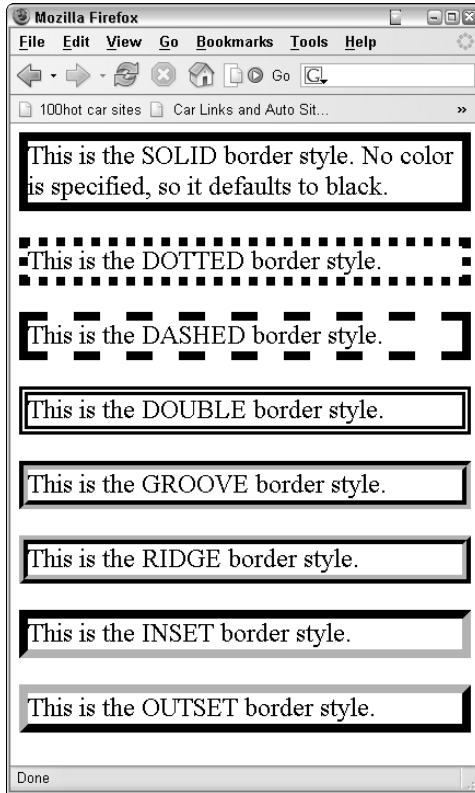 Mozilla Firefox
File Edit View Go Bookmarks Tools Help
Go G
100hot car sites Car Links and Auto Sit... »
This is the SOLID border style. No color
is specified, so it defaults to black.
This is the DOTTED border style.
This is the DASHED border style.
This is the DOUBLE border style.
This is the GROOVE border style.
This is the RIDGE border style.
This is the INSET border style.
This is the OUTSET border style.
Done